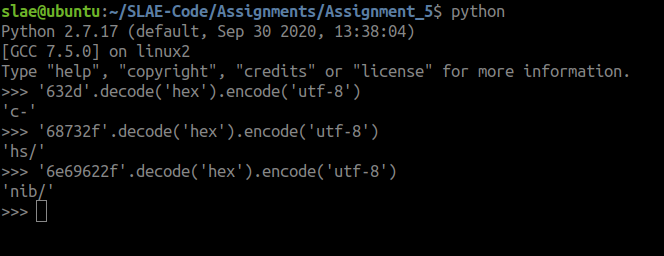 slae@ubuntu:~/SLAE-Code/Assignments/Assignment_5$ python
Python 2.7.17 (default, Sep 30 2020, 13:38:04)
[GCC 7.5.0] on linux2
Type "help", "copyright", "credits" or "license" for more information.
>>> '632d'.decode('hex').encode('utf-8')
'c-'
>>> '68732f'.decode('hex').encode('utf-8')
'hs/'
>>> '6e69622f'.decode('hex').encode('utf-8')
'nib/'
>>>